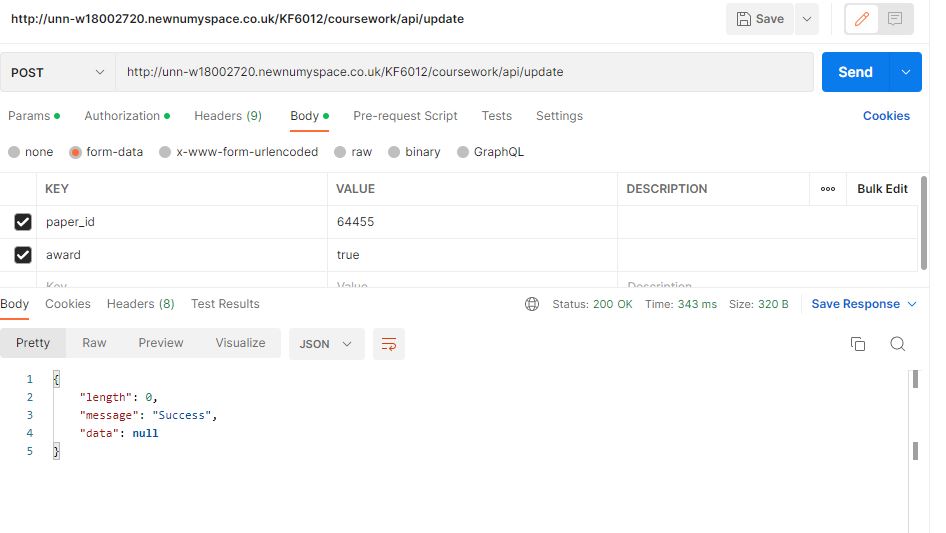 http://unn-w18002720.newnumyspace.co.uk/KF6012/coursework/api/update
Save
POST http://unn-w18002720.newnumyspace.co.uk/KF6012/coursework/api/update Send
Params Authorization Headers (9) Body Pre-request Script Tests Settings Cookies
none form-data x-www-form-urlencoded raw binary GraphQL
KEY VALUE DESCRIPTION ooo Bulk Edit
paper_id 64455
award true
Key Value Description
Body Cookies Headers (8) Test Results Status: 200 OK Time: 343 ms Size: 320 B Save Response
Pretty Raw Preview Visualize JSON
1 {
2 "length": 0,
3 "message": "Success",
4 "data": null
5 }